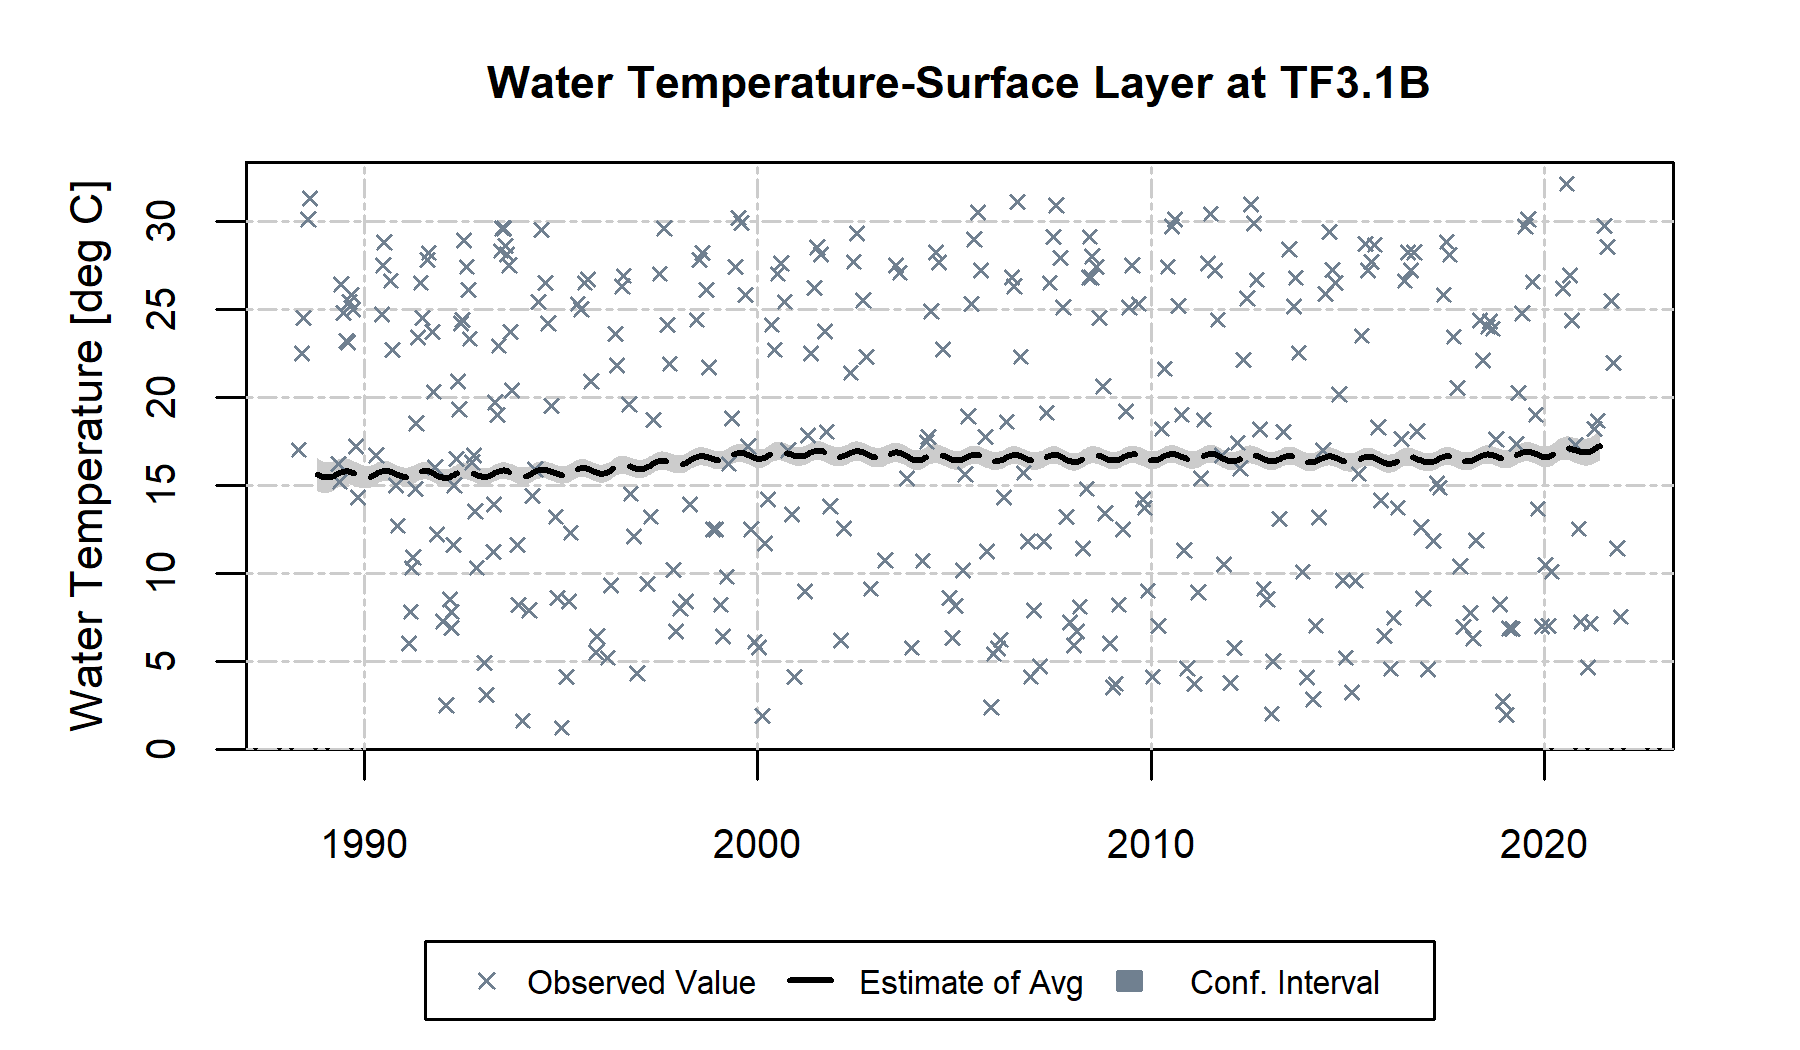 Water Temperature-Surface Layer at TF3.1B
Water Temperature [deg C]
30
25
20
15
10
5
0
1990 2000 2010 2020
Observed Value Estimate of Avg Conf. Interval